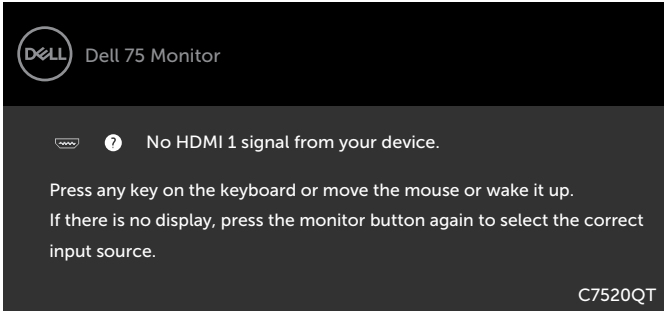 DELL Dell 75 Monitor
? No HDMI 1 signal from your device.
Press any key on the keyboard or move the mouse or wake it up.
If there is no display, press the monitor button again to select the correct
input source.
C7520QT